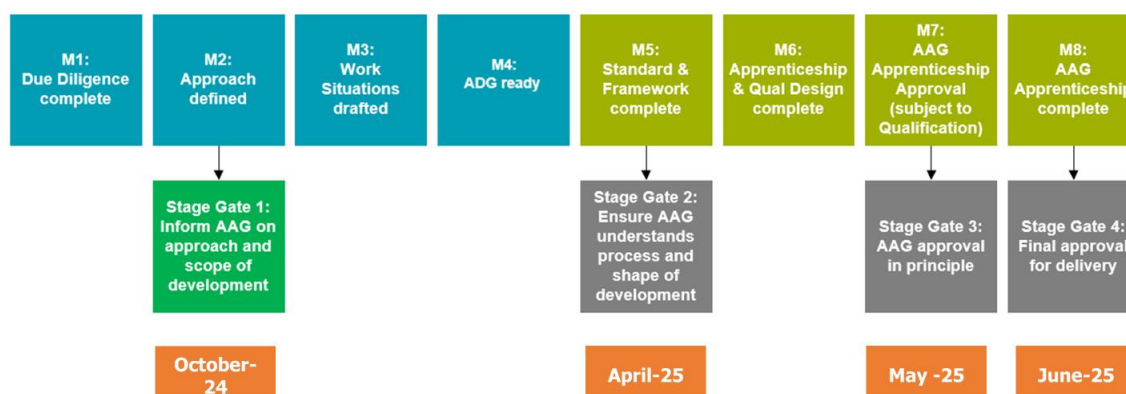 M1:
Due Diligence
complete
M2:
Approach
defined
M3:
Work
Situations
drafted
M4:
ADG ready
M5:
Standard &
Framework
complete
M6:
Apprenticeship
& Qual Design
complete
M7:
AAG
Apprenticeship
Approval
(subject to
Qualification)
M8:
AAG
Apprenticeship
complete
Stage Gate 1:
Inform AAG on
approach and
scope of
development
Stage Gate 2:
Ensure AAG
understands
process and
shape of
development
Stage Gate 3:
AAG approval
in principle
Stage Gate 4:
Final approval
for delivery
October-
24
April-25
May -25
June-25